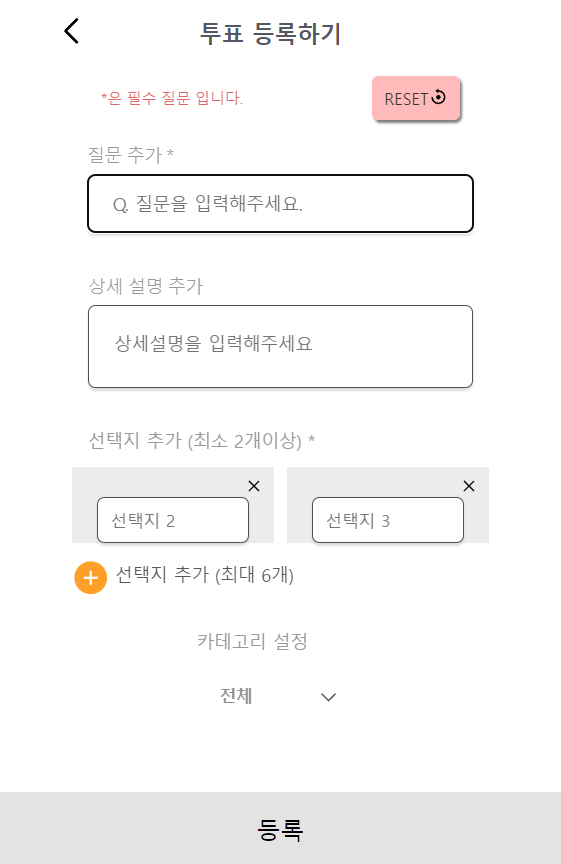 투표 등록하기
*은 필수 질문 입니다.
RESET
질문 추가 *
Q. 질문을 입력해주세요.
상세 설명 추가
상세설명을 입력해주세요
선택지 추가 (최소 2개이상) *
선택지 2
선택지 3
선택지 추가 (최대 6개)
카테고리 설정
전체
등록